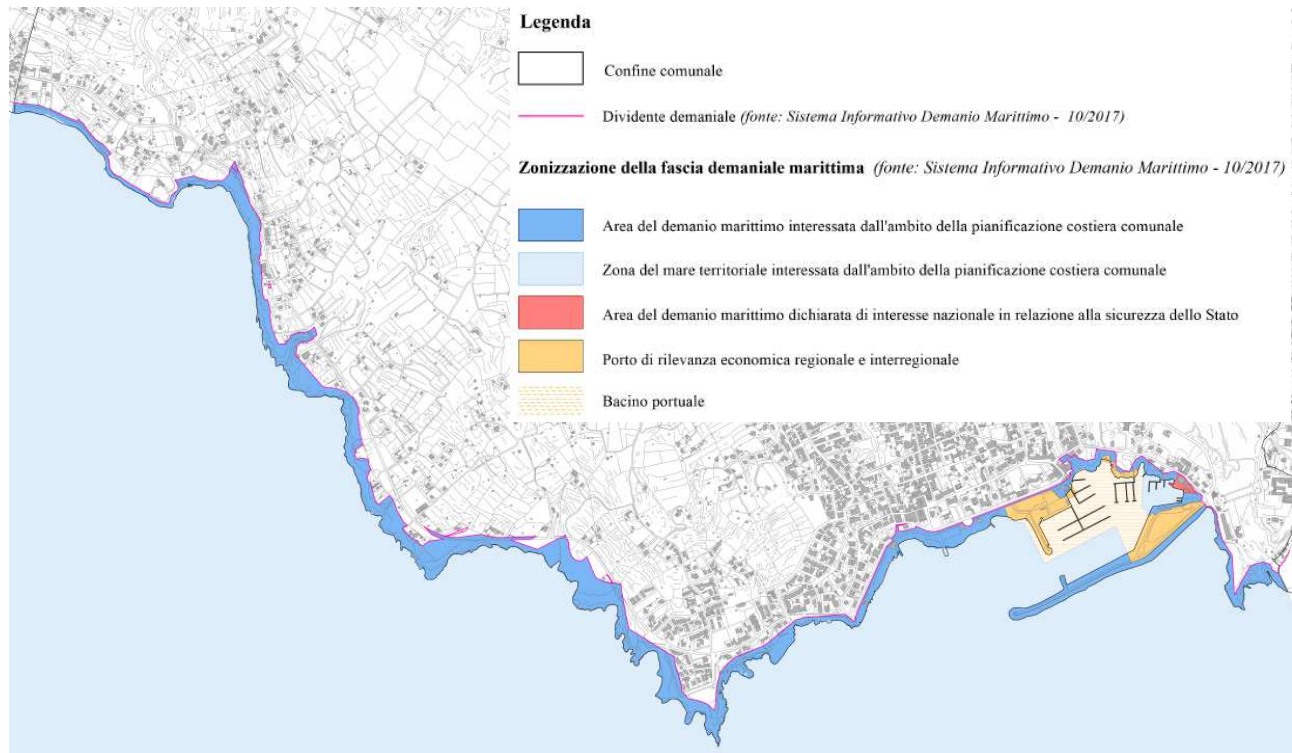 Legenda
Confine comunale
Dividente demaniale (fonte: Sistema Informativo Demanio Marittimo - 10/2017)
Zonizzazione della fascia demaniale marittima (fonte: Sistema Informativo Demanio Marittimo - 10/2017)
Area del demanio marittimo interessata dall'ambito della pianificazione costiera comunale
Zona del mare territoriale interessata dall'ambito della pianificazione costiera comunale
Area del demanio marittimo dichiarata di interesse nazionale in relazione alla sicurezza dello Stato
Porto di rilevanza economica regionale e interregionale
Bacino portuale